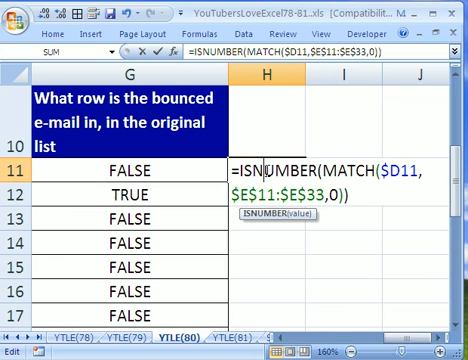 YouTubersLoveExcel78-81..xls [Compatibilit...
Home Insert Page Layout Formulas Data Review View
SUM =ISNUMBER(MATCH($D11,$E$11:$E$33,0))
G H I J
10 What row is the bounced
e-mail in, in the original
list
11 FALSE =ISNUMBER(MATCH($D11,
12 TRUE $E$11:$E$33,0))
ISNUMBER(value)
13 FALSE
14 FALSE
15 FALSE
16 FALSE
17 FALSE
YTLE(78) YTLE(79) YTLE(80) YTLE(81)
Edit 160%